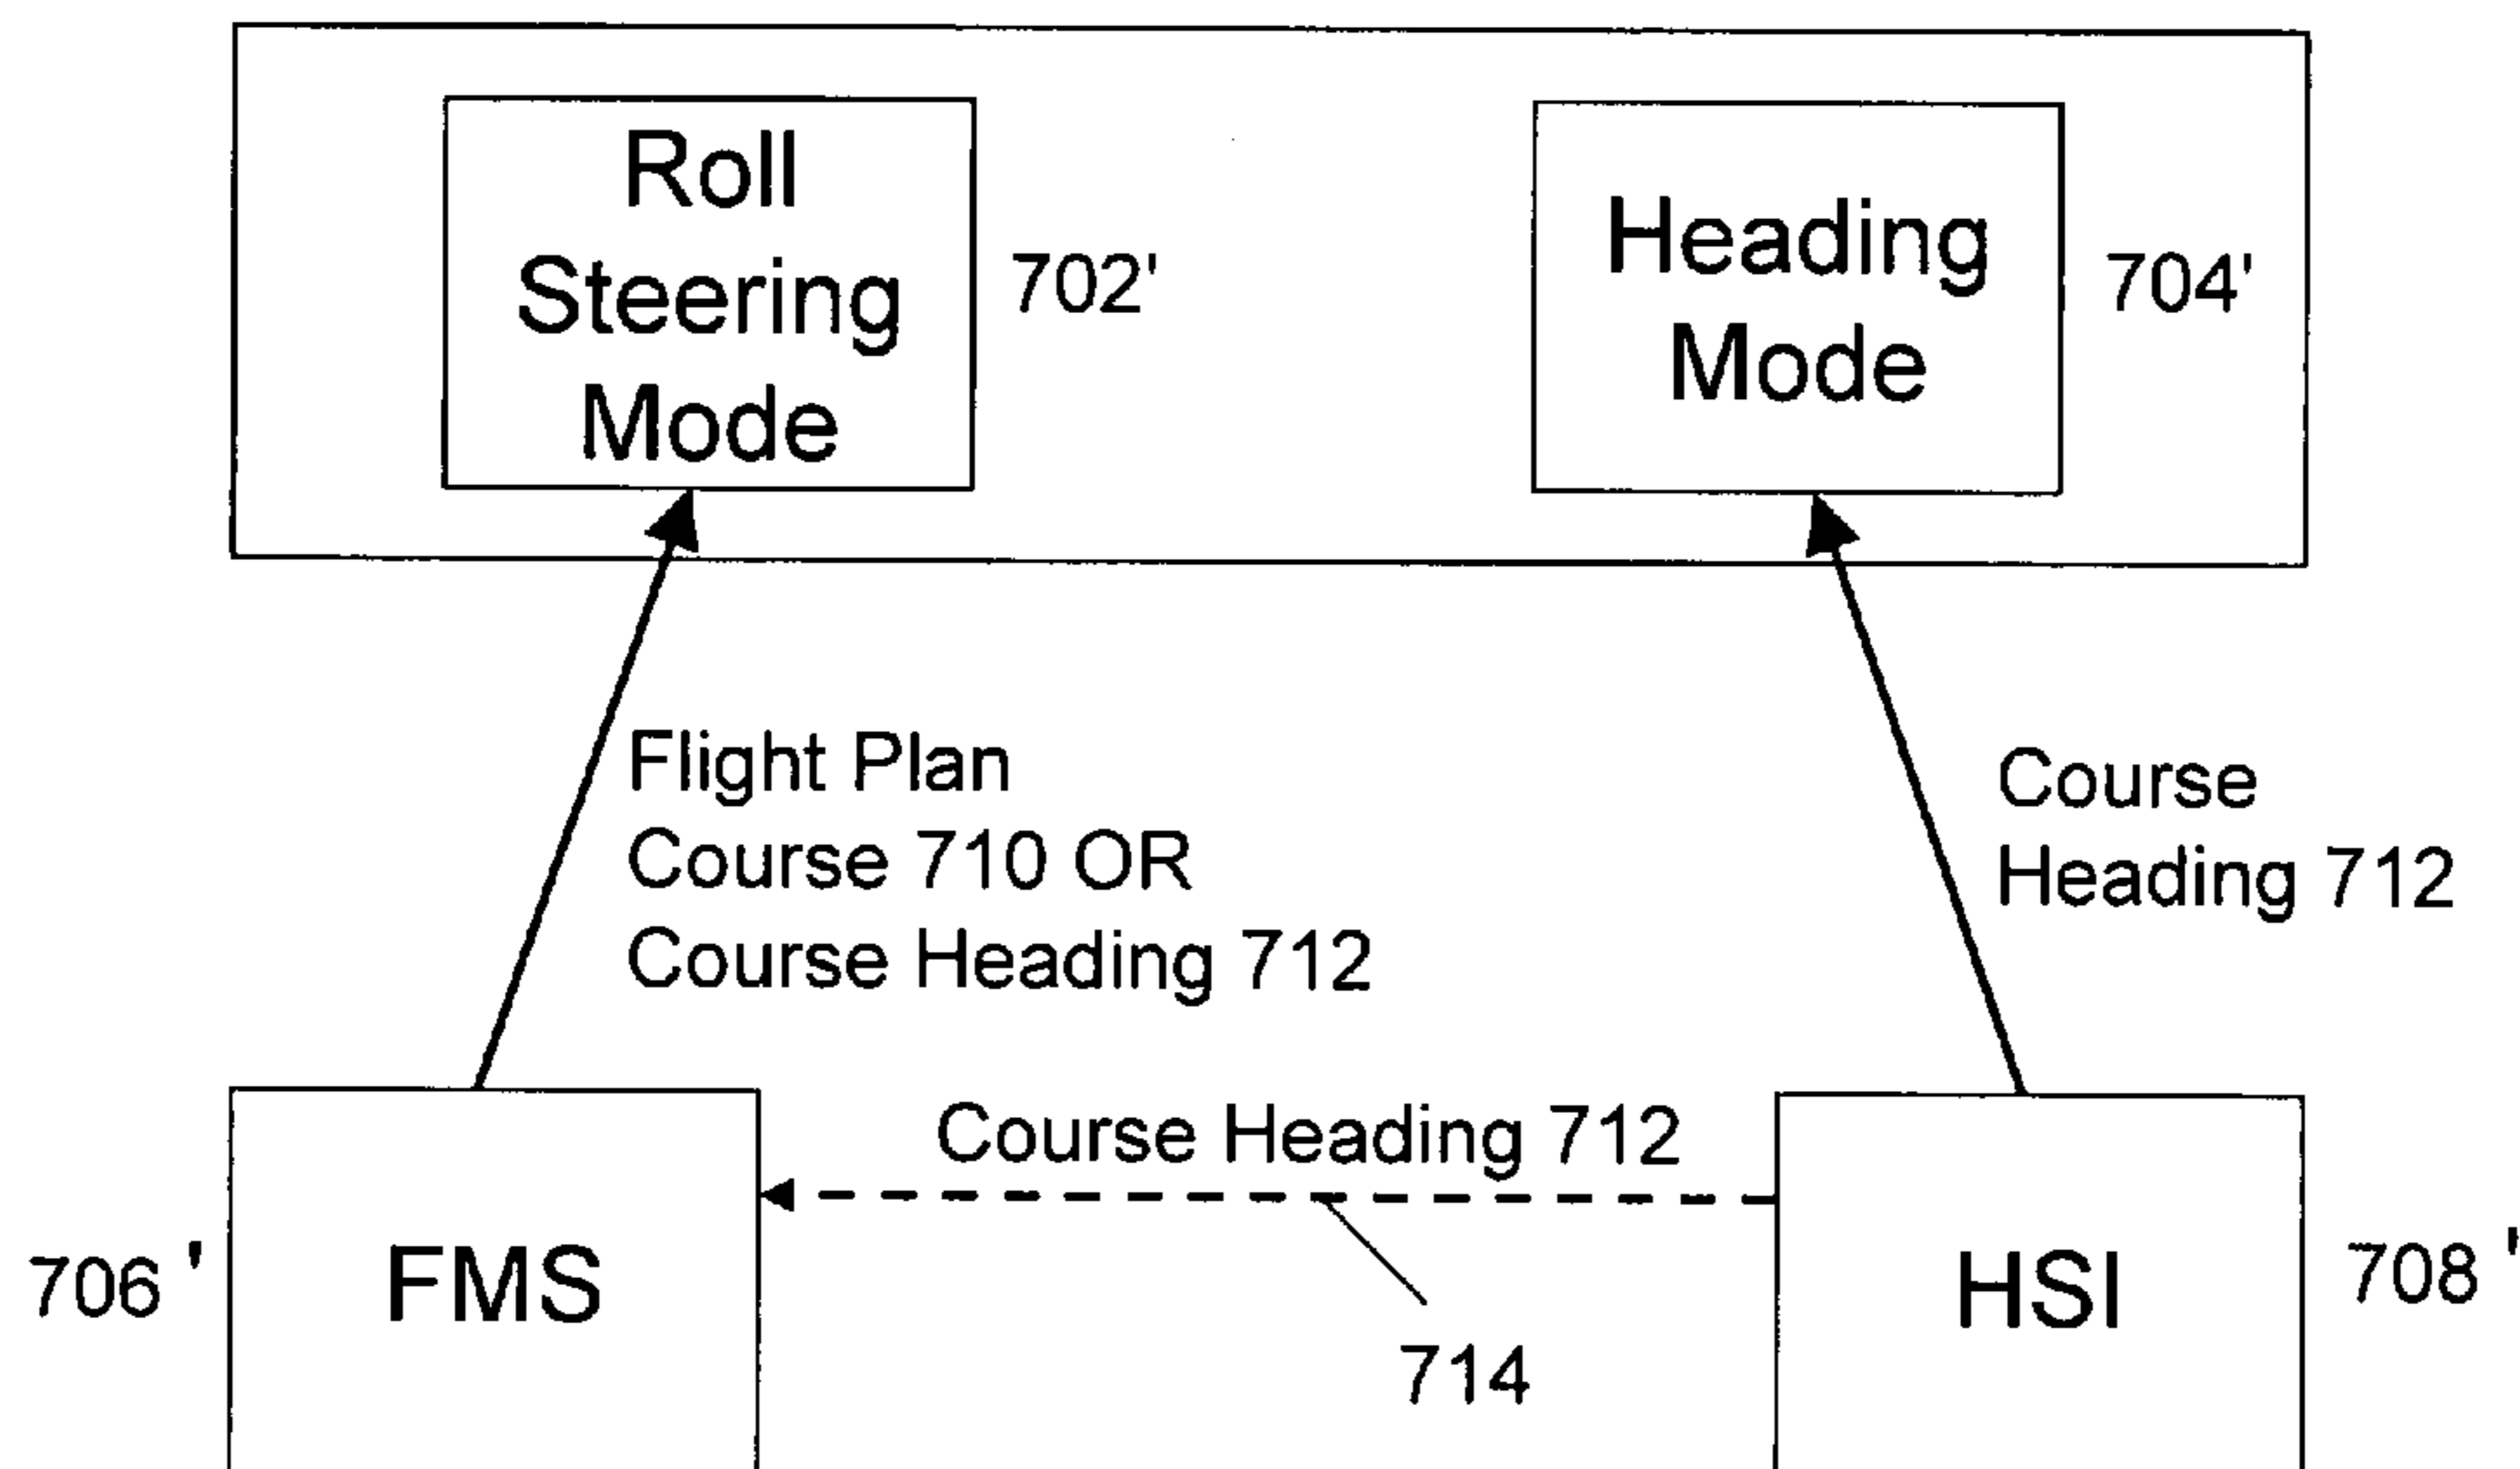 Roll
Steering
Mode
702'
Heading
Mode
704'
Flight Plan
Course 710 OR
Course Heading 712
Course
Heading 712
Course Heading 712
706 '
FMS
714
HSI
708 '